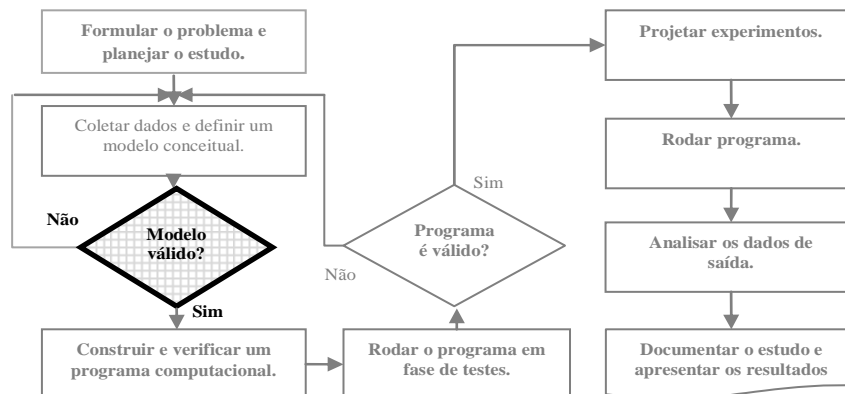 Formular o problema e
planejar o estudo.
Coletar dados e definir um
modelo conceitual.
Não
Modelo
válido?
Sim
Construir e verificar um
programa computacional.
Rodar o programa em
fase de testes.
Programa
é válido?
Não
Sim
Projetar experimentos.
Rodar programa.
Analisar os dados de
saída.
Documentar o estudo e
apresentar os resultados